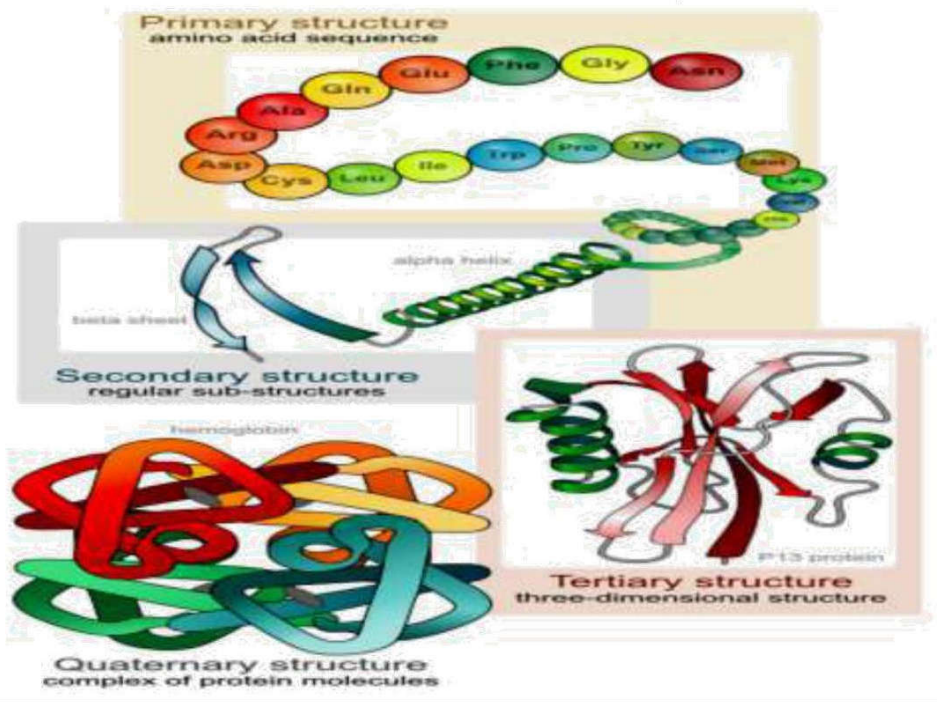 Primary structure
amino acid sequence
Asn
Gly
Phe
Glu
Gln
Ala
Arg
Asp
Cys
Leu
Ile
Trp
Pro
Tyr
Ser
Met
Lys
alpha helix
beta sheet
Secondary structure
regular sub-structures
hemoglobin
P13 protein
Tertiary structure
three-dimensional structure
Quaternary structure
complex of protein molecules